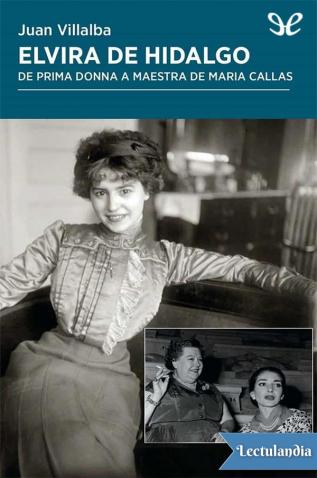 Juan Villalba
ELVIRA DE HIDALGO
DE PRIMA DONNA A MAESTRA DE MARIA CALLAS
Lectulandia